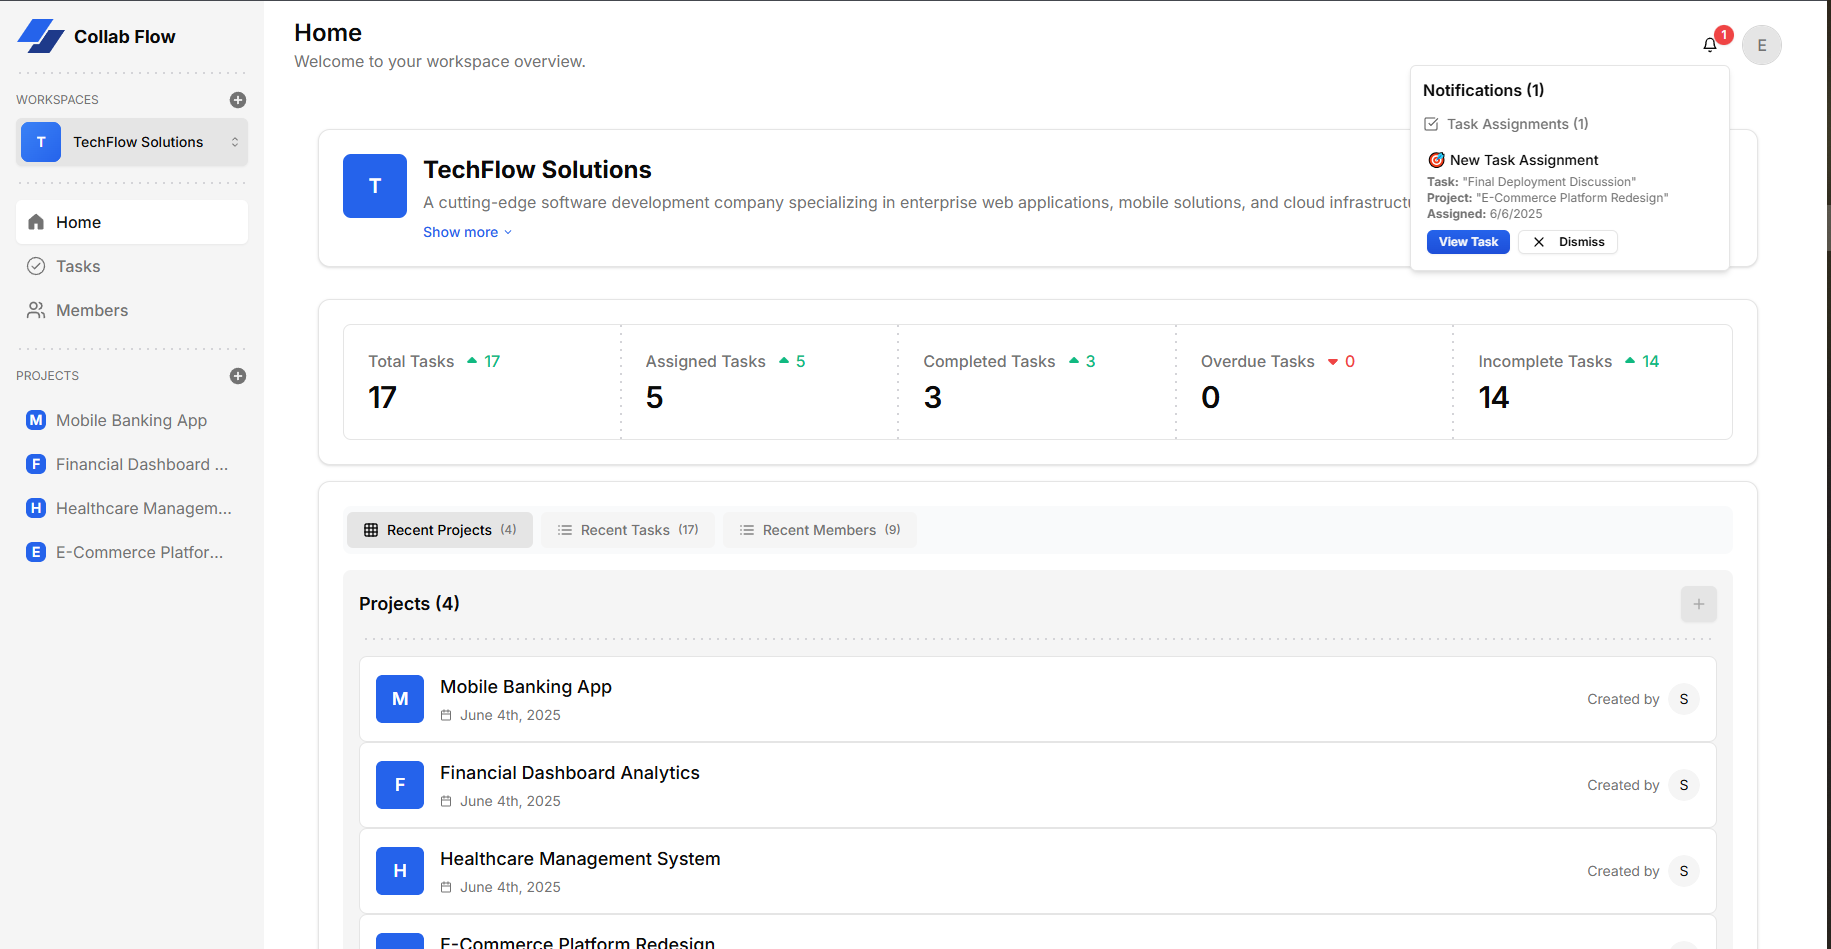 Collab Flow
WORKSPACES
T
TechFlow Solutions
Home
Tasks
Members
PROJECTS
M Mobile Banking App
F Financial Dashboard ...
H Healthcare Managem...
E E-Commerce Platfor...
Home
Welcome to your workspace overview.
1
E
Notifications (1)
Task Assignments (1)
🎯 New Task Assignment
Task: "Final Deployment Discussion"
Project: "E-Commerce Platform Redesign"
Assigned: 6/6/2025
View Task
Dismiss
T
TechFlow Solutions
A cutting-edge software development company specializing in enterprise web applications, mobile solutions, and cloud infrastructu
Show more
Total Tasks 17
17
Assigned Tasks 5
5
Completed Tasks 3
3
Overdue Tasks 0
0
Incomplete Tasks 14
14
Recent Projects (4)
Recent Tasks (17)
Recent Members (9)
Projects (4)
M
Mobile Banking App
June 4th, 2025
Created by S
F
Financial Dashboard Analytics
June 4th, 2025
Created by S
H
Healthcare Management System
June 4th, 2025
Created by S
E-Commerce Platform Redesign